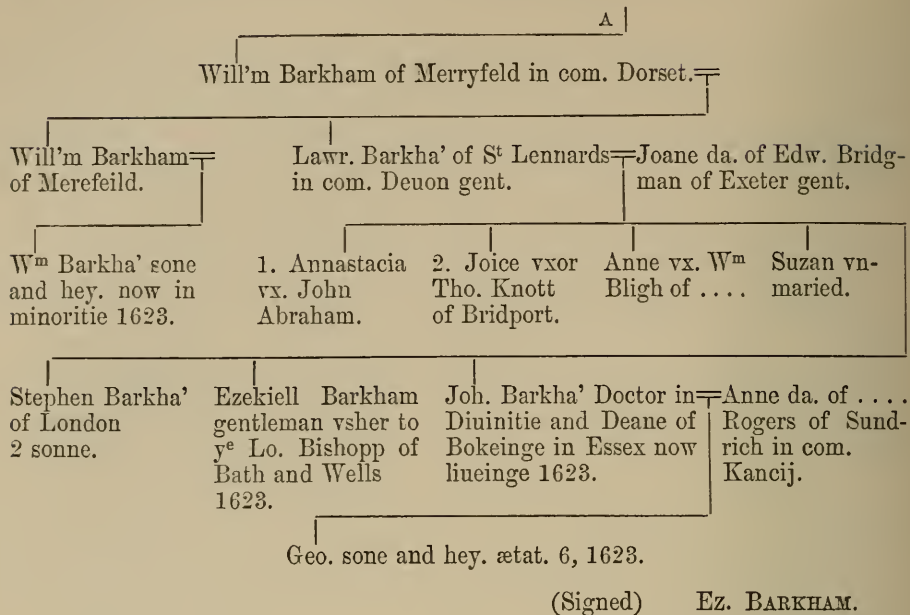 A
Will'm Barkham of Merryfeld in com. Dorset.
Will'm Barkham
of Merefeild.
Lawr. Barkha' of Sᵗ Lennards
in com. Deuon gent.
Joane da. of Edw. Bridg-
man of Exeter gent.
Wᵐ Barkha' sone
and hey. now in
minoritie 1623.
1. Annastacia
vx. John
Abraham.
2. Joice vxor
Tho. Knott
of Bridport.
Anne vx. Wᵐ
Bligh of ....
Suzan vn-
maried.
Stephen Barkha'
of London
2 sonne.
Ezekiell Barkham
gentleman vsher to
yᵉ Lo. Bishopp of
Bath and Wells
1623.
Joh. Barkha' Doctor in
Diuinitie and Deane of
Bokeinge in Essex now
liueinge 1623.
Anne da. of ....
Rogers of Sund-
rich in com.
Kancij.
Geo. sone and hey. ætat. 6, 1623.
(Signed) Ez. BARKHAM.